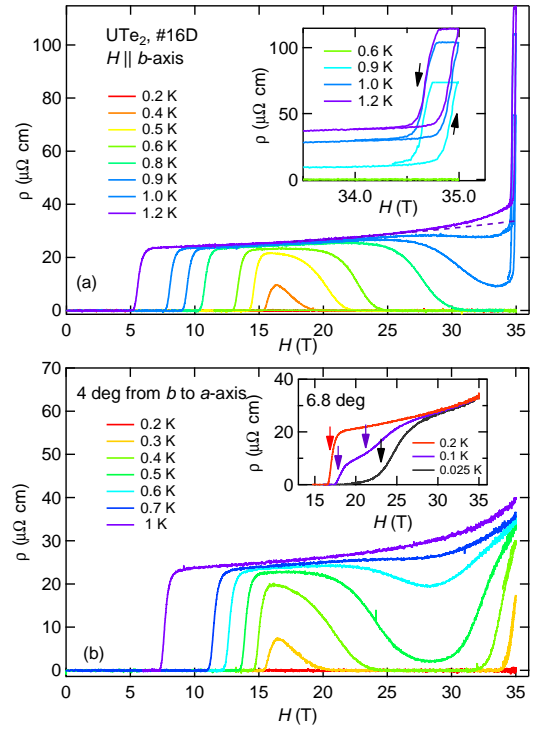 UTe₂, #16D
H || b-axis
0.2 K
0.4 K
0.5 K
0.6 K
0.8 K
0.9 K
1.0 K
1.2 K
ρ (μΩ cm)
100
80
60
40
20
0
(a)
0 5 10 15 20 25 30 35
H (T)
0.6 K
0.9 K
1.0 K
1.2 K
ρ (μΩ cm)
100
50
0
34.0 35.0
H (T)
4 deg from b to a-axis
0.2 K
0.3 K
0.4 K
0.5 K
0.6 K
0.7 K
1 K
ρ (μΩ cm)
70
60
50
40
30
20
10
0
(b)
0 5 10 15 20 25 30 35
H (T)
6.8 deg
0.2 K
0.1 K
0.025 K
ρ (μΩ cm)
40
20
0
15 20 25 30 35
H (T)